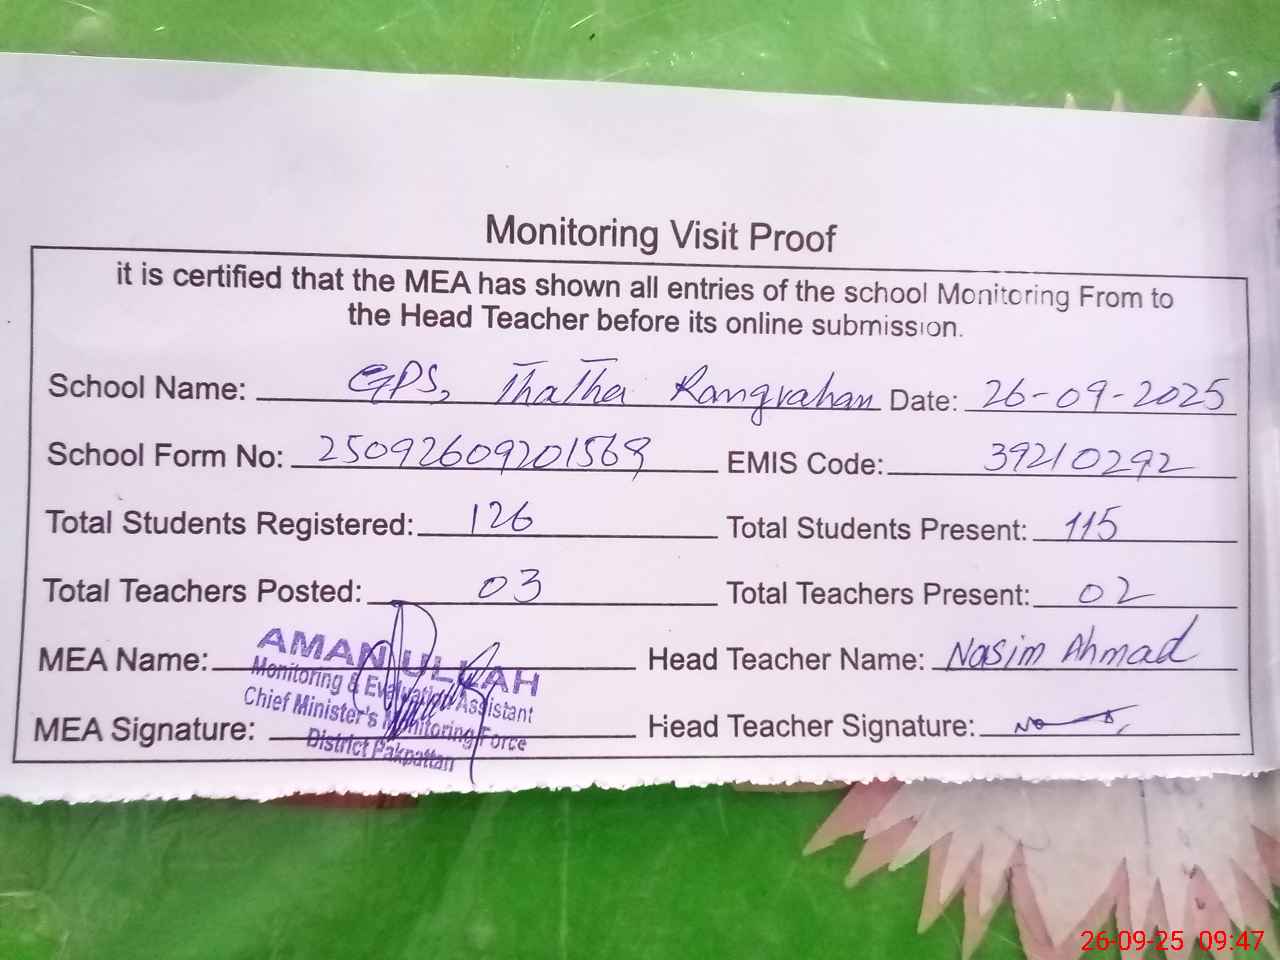 Monitoring Visit Proof
it is certified that the MEA has shown all entries of the school Monitoring From to
the Head Teacher before its online submission.
School Name: GPS, ThaTha Rangrahan Date: 26-09-2025
School Form No: 25092609201569 EMIS Code: 39210292
Total Students Registered: 126 Total Students Present: 115
Total Teachers Posted: 03 Total Teachers Present: 02
MEA Name: AMAN ULLAH Head Teacher Name: Nasim Ahmad
Monitoring & Evaluation Assistant
Chief Minister's Monitoring Force
MEA Signature: Head Teacher Signature:
District Pakpattan
26-09-25 09:47